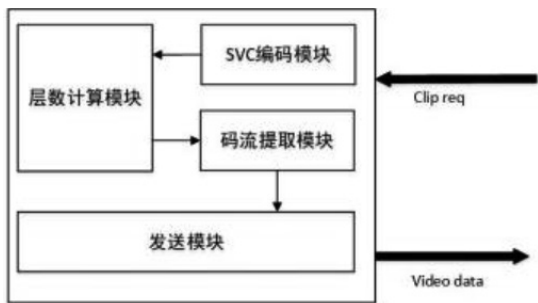 SVC编码模块
层数计算模块
Clip req
码流提取模块
发送模块
Video data